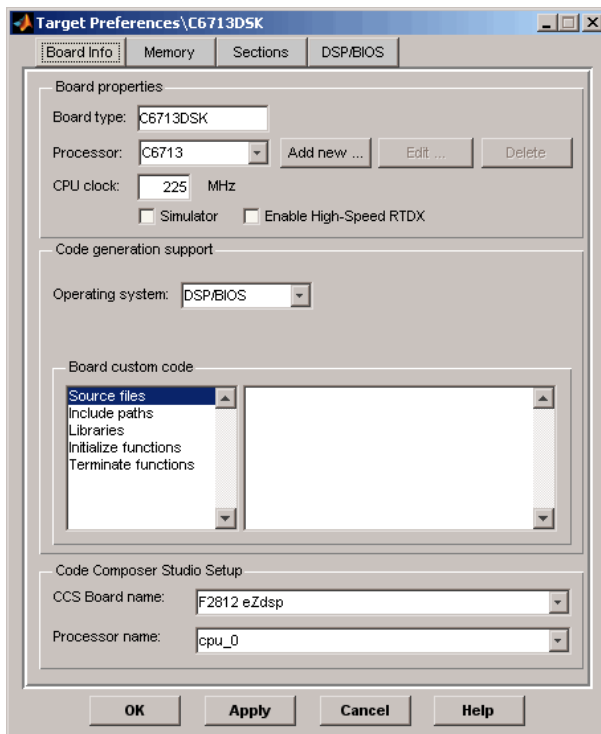 Target Preferences\C6713DSK
Board Info Memory Sections DSP/BIOS
Board properties
Board type: C6713DSK
Processor: C6713 Add new ... Edit ... Delete
CPU clock: 225 MHz
Simulator Enable High-Speed RTDX
Code generation support
Operating system: DSP/BIOS
Board custom code
Source files
Include paths
Libraries
Initialize functions
Terminate functions
Code Composer Studio Setup
CCS Board name: F2812 eZdsp
Processor name: cpu_0
OK Apply Cancel Help